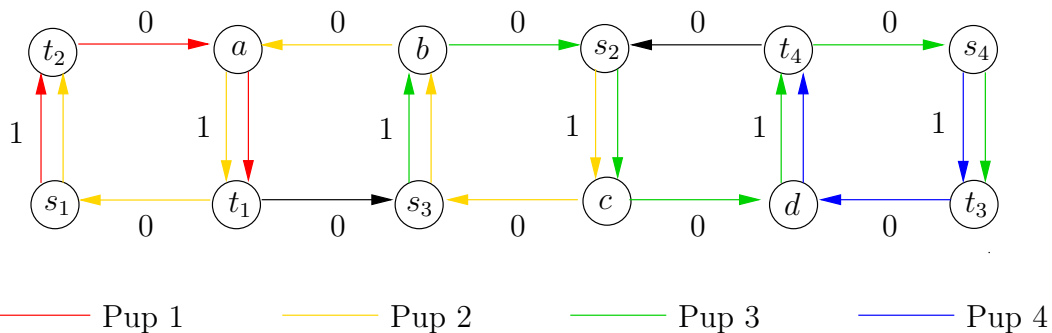 0 0 0 0 0
t₂ a b s₂ t₄ s₄
1 1 1 1 1 1
s₁ t₁ s₃ c d t₃
0 0 0 0 0
Pup 1 Pup 2 Pup 3 Pup 4